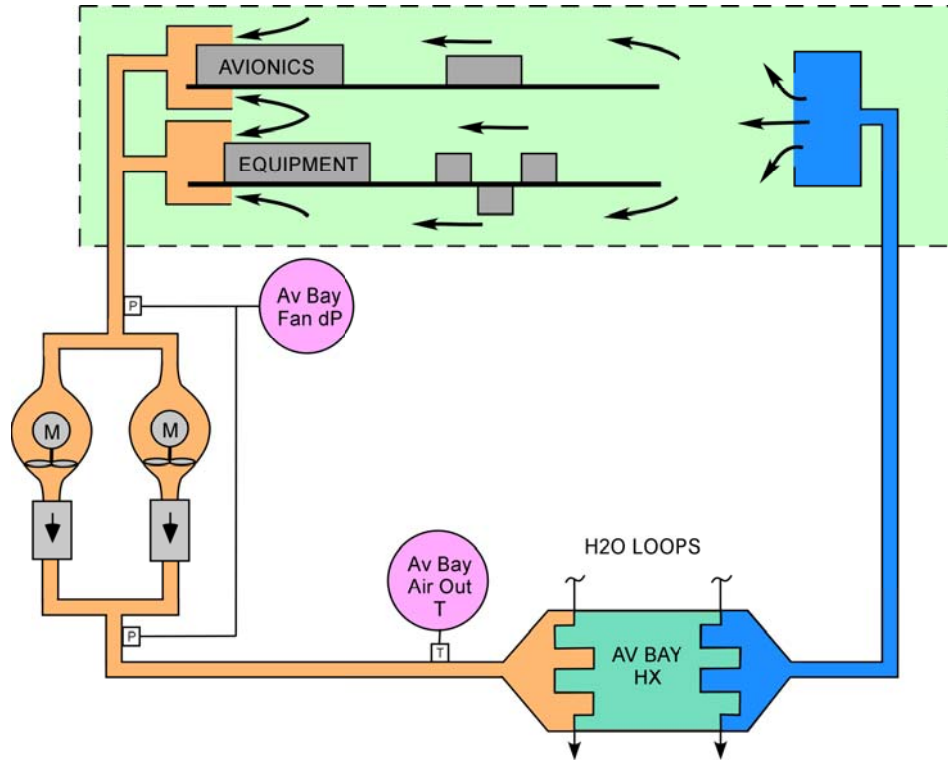 AVIONICS
EQUIPMENT
P
Av Bay
Fan dP
M
M
Av Bay
Air Out
T
H2O LOOPS
P
T
AV BAY
HX